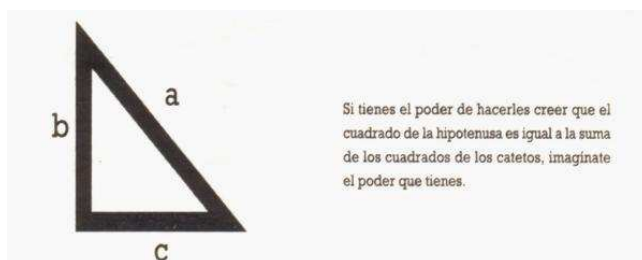 a
b
c
Si tienes el poder de hacerles creer que el
cuadrado de la hipotenusa es igual a la suma
de los cuadrados de los catetos, imagínate
el poder que tienes.